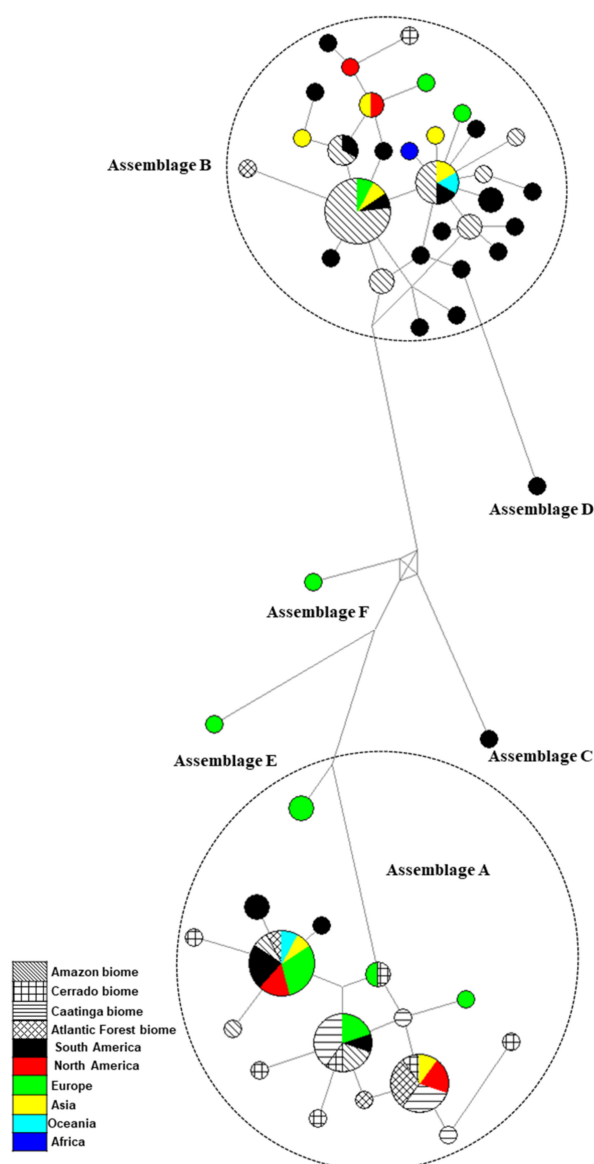 Assemblage B
Assemblage D
Assemblage F
Assemblage E
Assemblage C
Assemblage A
Amazon biome
Cerrado biome
Caatinga biome
Atlantic Forest biome
South America
North America
Europe
Asia
Oceania
Africa